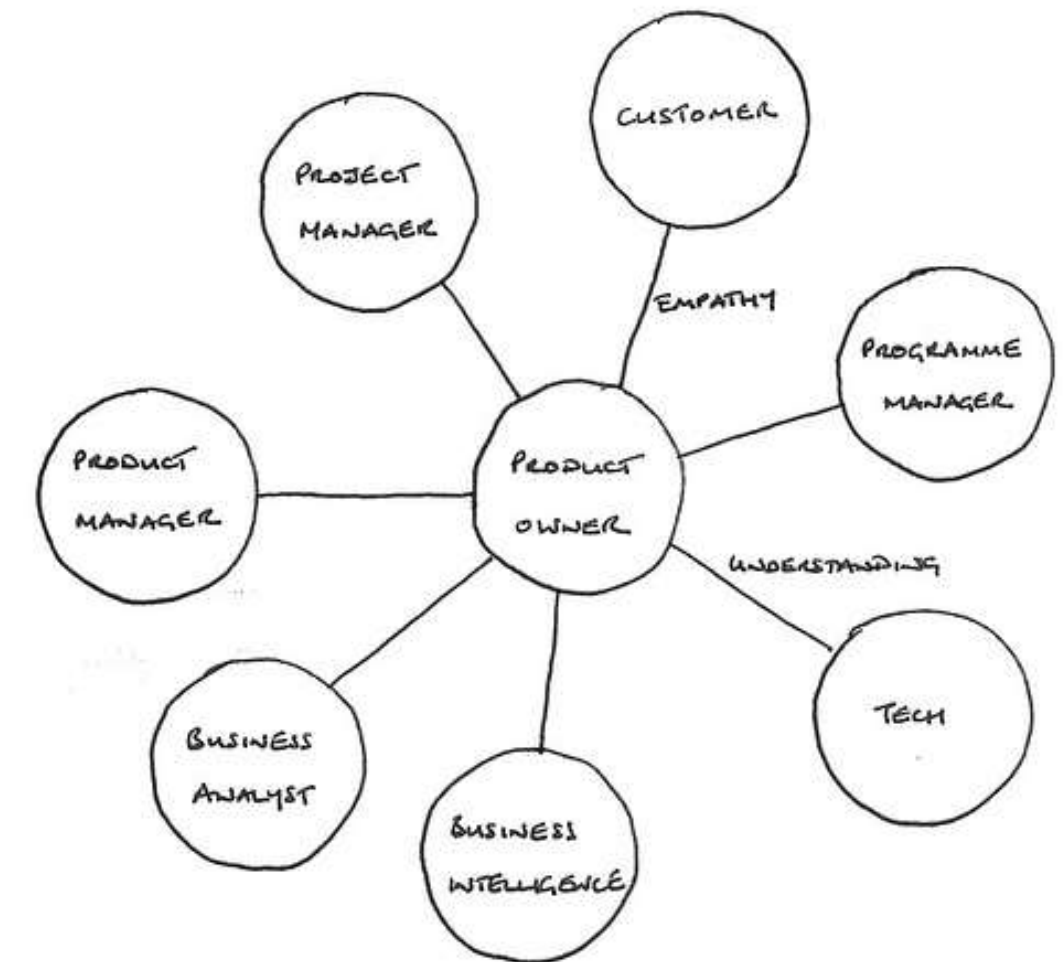 CUSTOMER
PROJECT
MANAGER
EMPATHY
PROGRAMME
MANAGER
PRODUCT
MANAGER
PRODUCT
OWNER
UNDERSTANDING
TECH
BUSINESS
ANALYST
BUSINESS
INTELLIGENCE